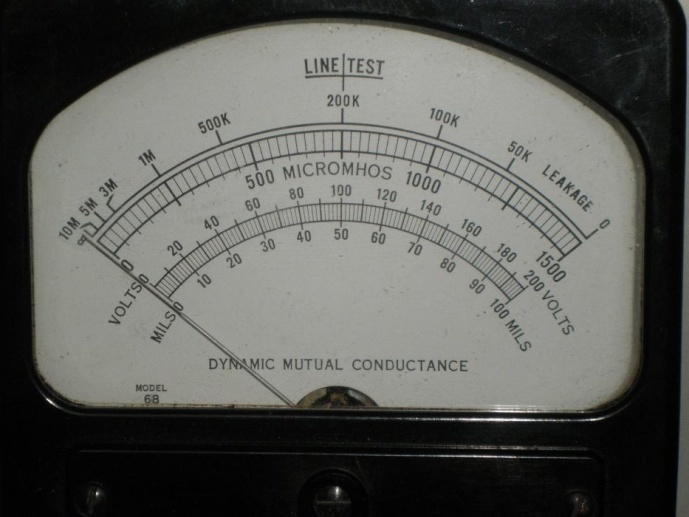 LINE TEST
10M 5M 3M 1M 500K 200K 100K 50K LEAKAGE 0
∞
0 500 MICROMHOS 1000 1500
VOLTS 0 20 40 60 80 100 120 140 160 180 200 VOLTS
MILS 0 10 20 30 40 50 60 70 80 90 100 MILS
DYNAMIC MUTUAL CONDUCTANCE
MODEL
68